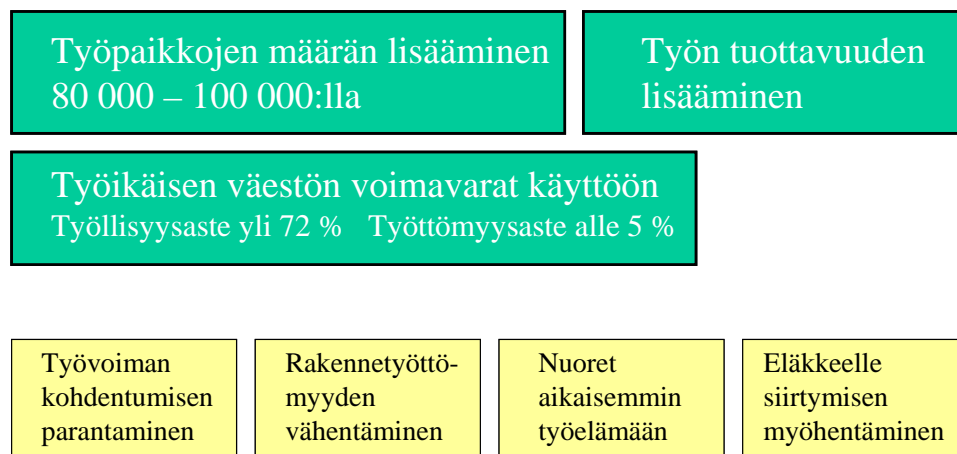 Työpaikkojen määrän lisääminen
80 000 – 100 000:lla
Työn tuottavuuden
lisääminen
Työikäisen väestön voimavarat käyttöön
Työllisyysaste yli 72 % Työttömyysaste alle 5 %
Työvoiman
kohdentumisen
parantaminen
Rakennetyöttö-
myyden
vähentäminen
Nuoret
aikaisemmin
työelämään
Eläkkeelle
siirtymisen
myöhentäminen